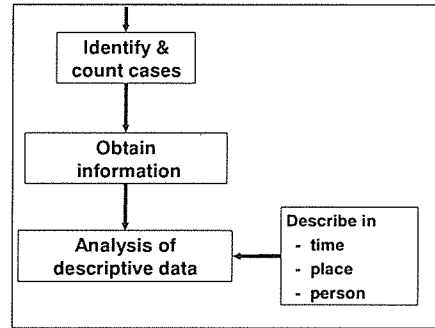 Identify &
count cases
Obtain
information
Analysis of
descriptive data
Describe in
- time
- place
- person